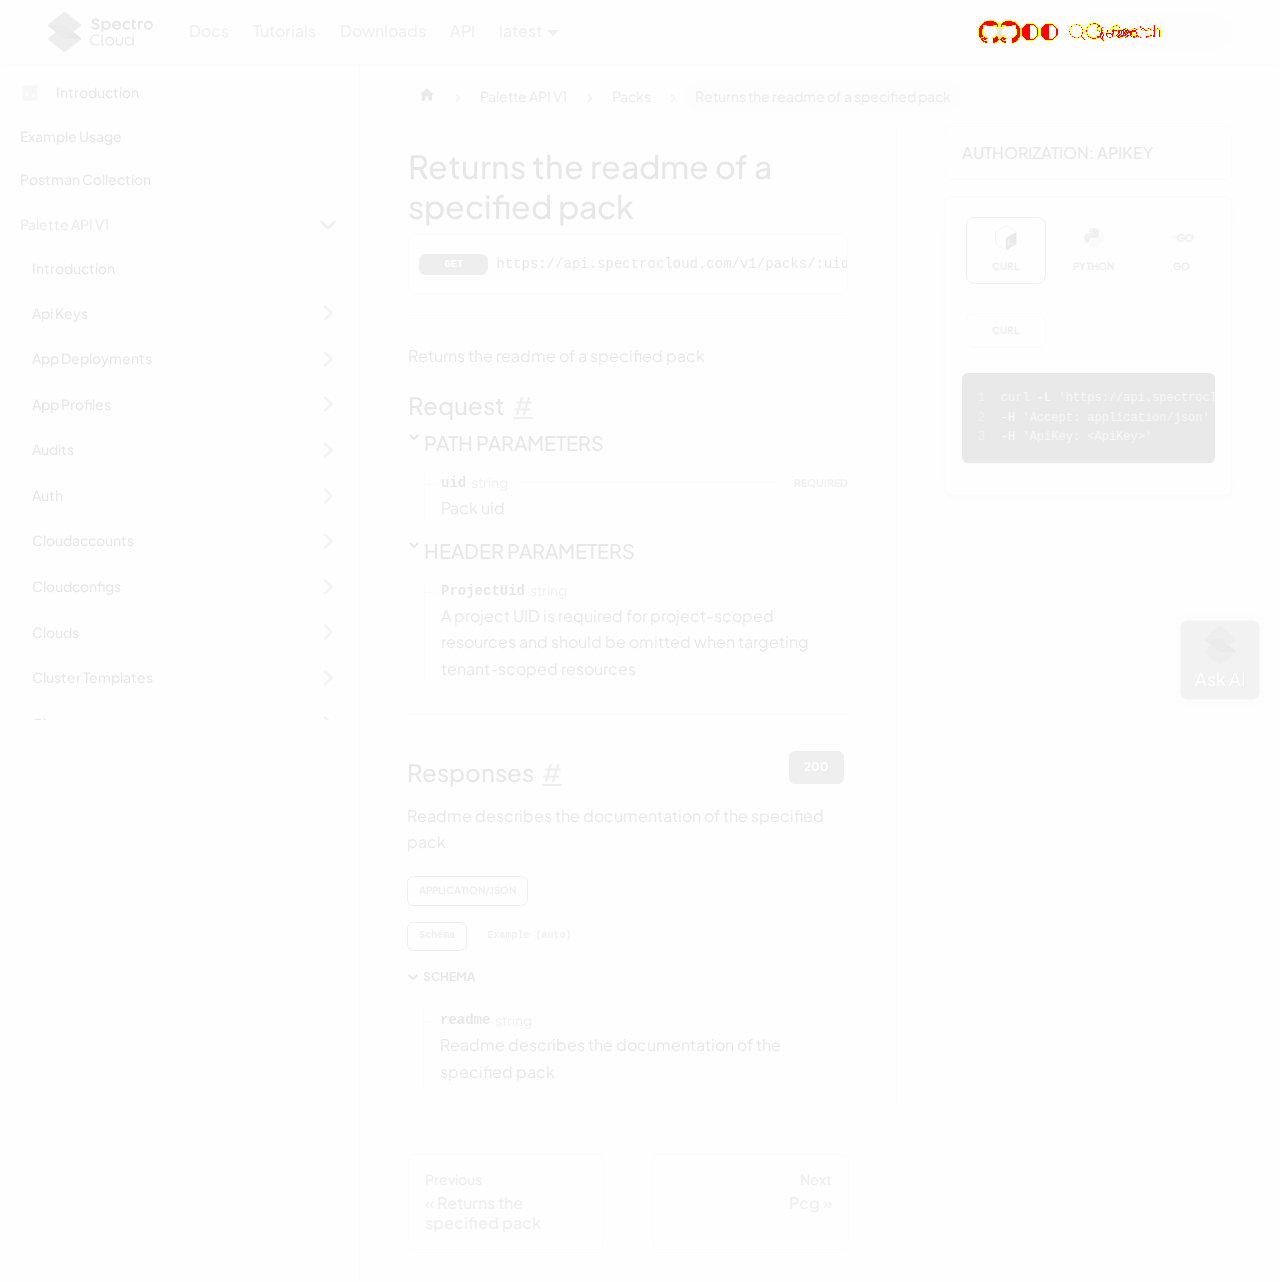 Spectro
Cloud
Docs
Tutorials
Downloads
API
latest
Introduction
Example Usage
Postman Collection
Palette API V1
Introduction
Api Keys
App Deployments
App Profiles
Audits
Auth
Cloudaccounts
Cloudconfigs
Clouds
Cluster Templates
Palette API V1
Packs
Returns the readme of a specified pack
Returns the readme of a
specified pack
GET https://api.spectrocloud.com/v1/packs/:uid
Returns the readme of a specified pack
Request #
PATH PARAMETERS
uid string REQUIRED
Pack uid
HEADER PARAMETERS
ProjectUid string
A project UID is required for project-scoped
resources and should be omitted when targeting
tenant-scoped resources
Responses #
200
Readme describes the documentation of the specified
pack
APPLICATION/JSON
Schema Example (auto)
SCHEMA
readme string
Readme describes the documentation of the
specified pack
Previous
« Returns the
specified pack
Next
Pcg »
AUTHORIZATION: APIKEY
CURL PYTHON GO
CURL
1 curl -L 'https://api.spectrocl
2 -H 'Accept: application/json'
3 -H 'ApiKey: <ApiKey>'
Ask AI